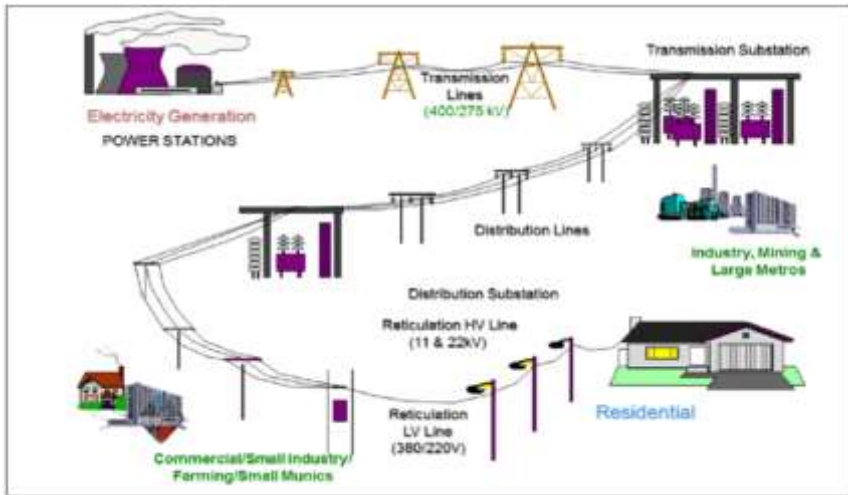 Electricity Generation
POWER STATIONS
Transmission
Lines
(400/275 kV)
Transmission Substation
Distribution Lines
Industry, Mining &
Large Metros
Distribution Substation
Reticulation HV Line
(11 & 22kV)
Residential
Reticulation
LV Line
(380/220V)
Commercial/Small Industry/
Farming/Small Munics